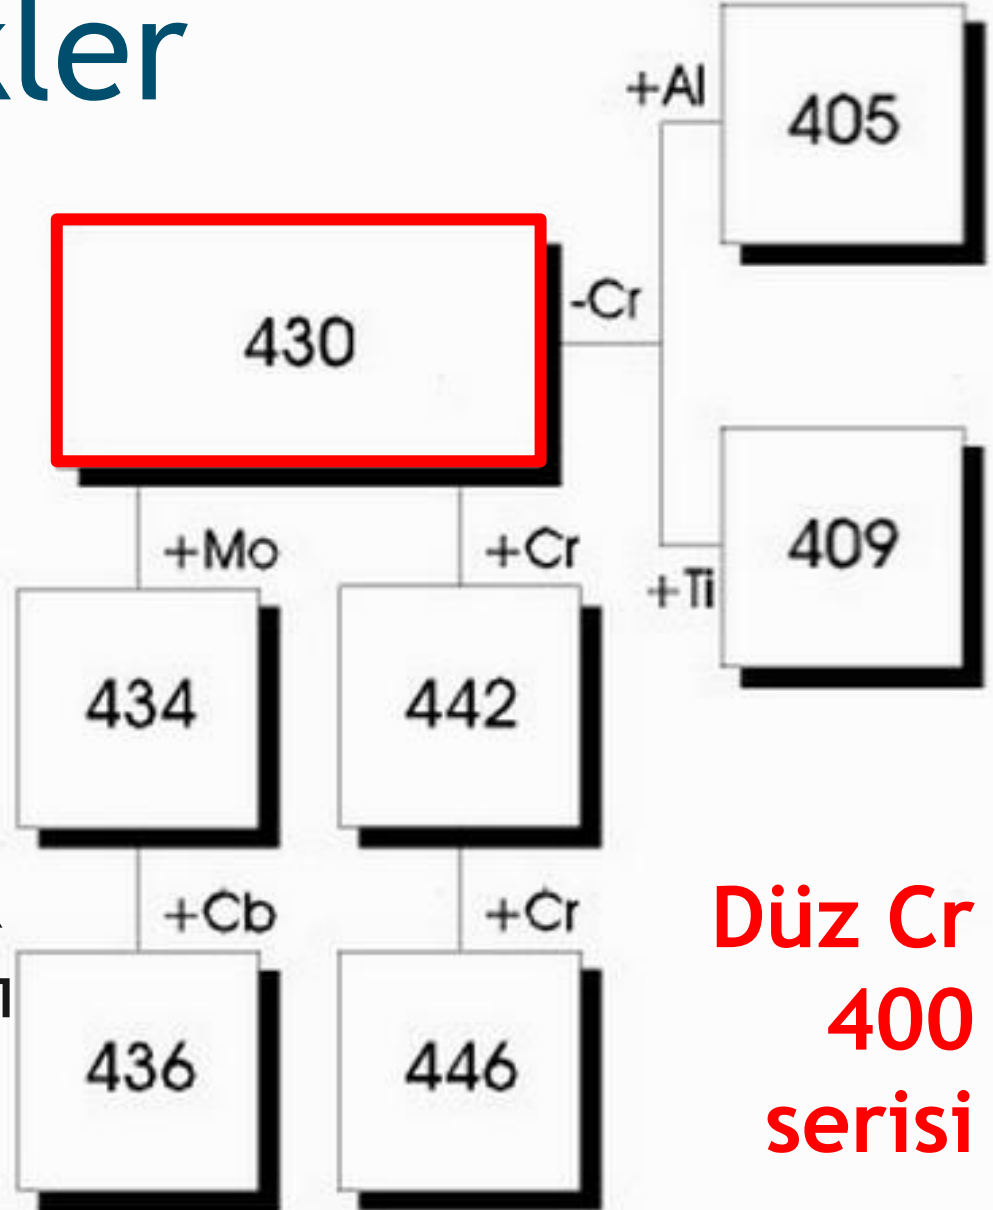 kler
+Al
405
430
-Cr
409
+Ti
+Mo
+Cr
434
442
+Cb
+Cr
436
446
Düz Cr
400
serisi